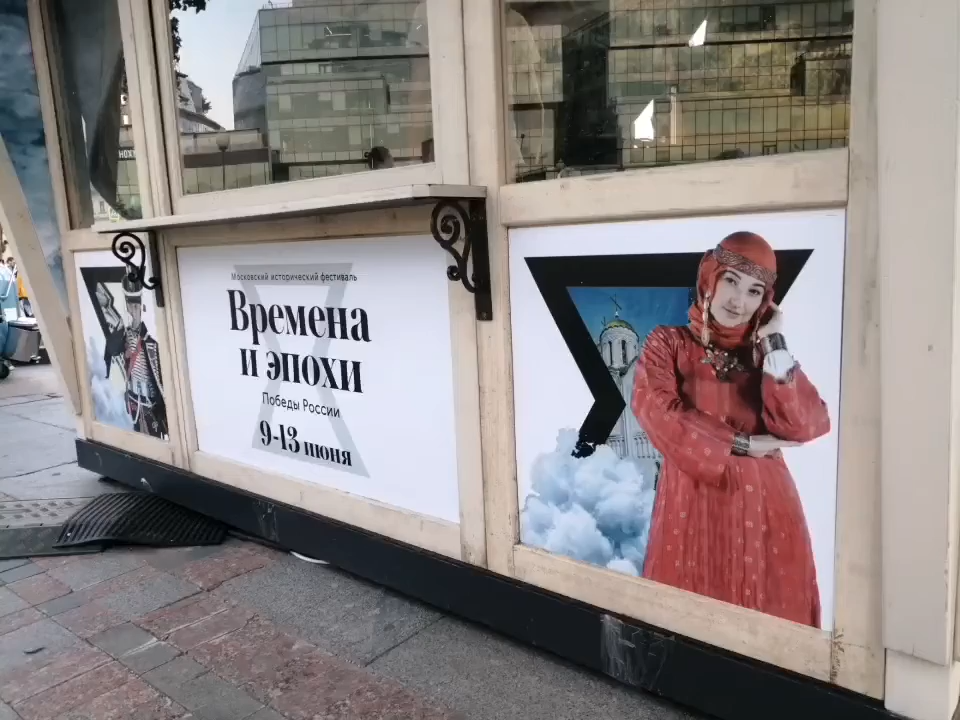 Московский исторический фестиваль
Времена
и эпохи
Победы России
9-13 июня